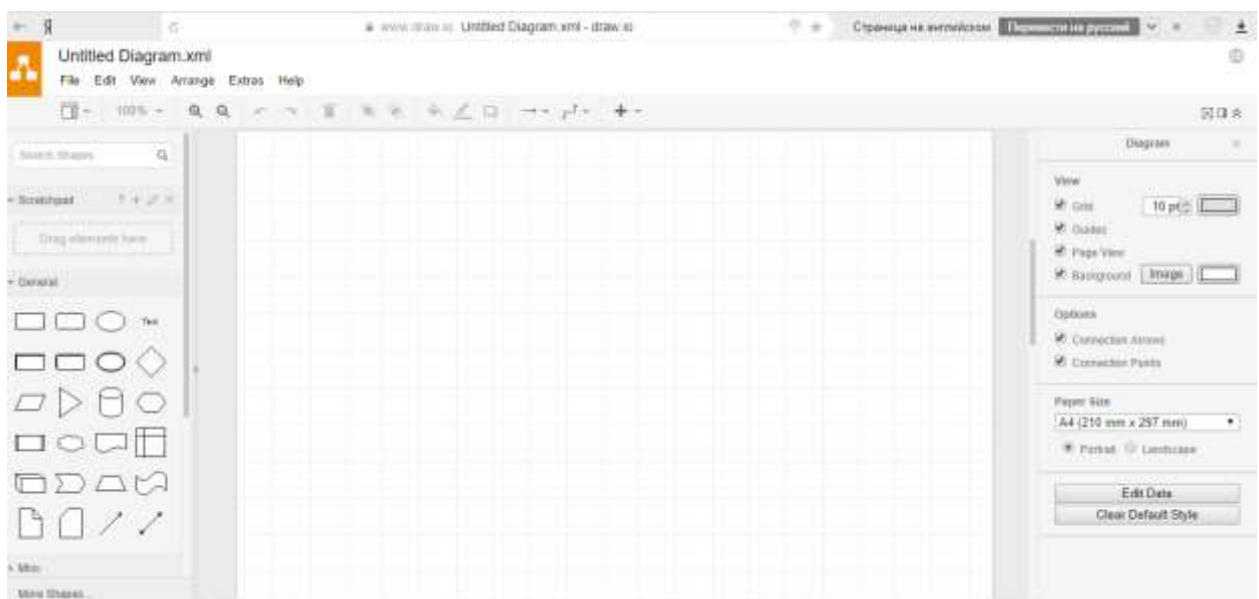 Я www.draw.io Untitled Diagram.xml - draw.io Страница на английском Перевести на русский
Untitled Diagram.xml
File Edit View Arrange Extras Help
100%
Search Shapes
Scratchpad
Drag elements here
General
Text
Misc
More Shapes...
Diagram
View
Grid 10 pt
Guides
Page View
Background Image
Options
Connection Arrows
Connection Points
Paper Size
A4 (210 mm x 297 mm)
Portrait Landscape
Edit Data
Clear Default Style